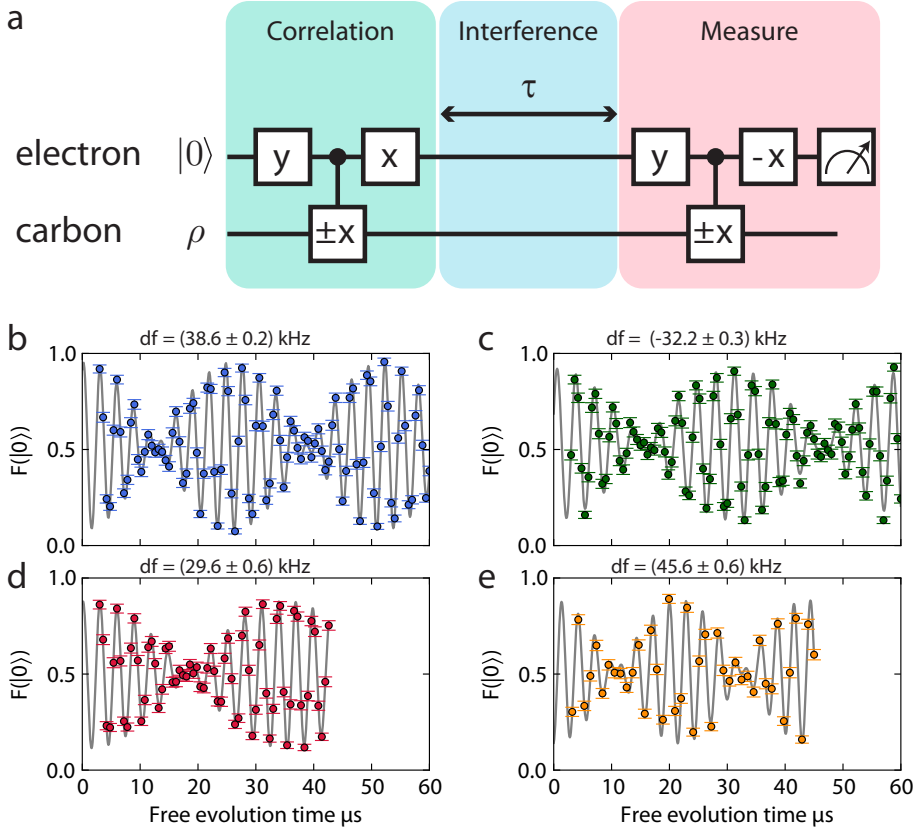 a
Correlation
Interference
Measure
τ
electron |0⟩ y x y -x
±x ±x
carbon ρ
b
df = (38.6 ± 0.2) kHz
c
df = (-32.2 ± 0.3) kHz
1.0
0.5
0.0
F(|0⟩)
1.0
0.5
0.0
F(|0⟩)
d
df = (29.6 ± 0.6) kHz
e
df = (45.6 ± 0.6) kHz
1.0
0.5
0.0
F(|0⟩)
0 10 20 30 40 50 60
Free evolution time μs
1.0
0.5
0.0
F(|0⟩)
0 10 20 30 40 50 60
Free evolution time μs